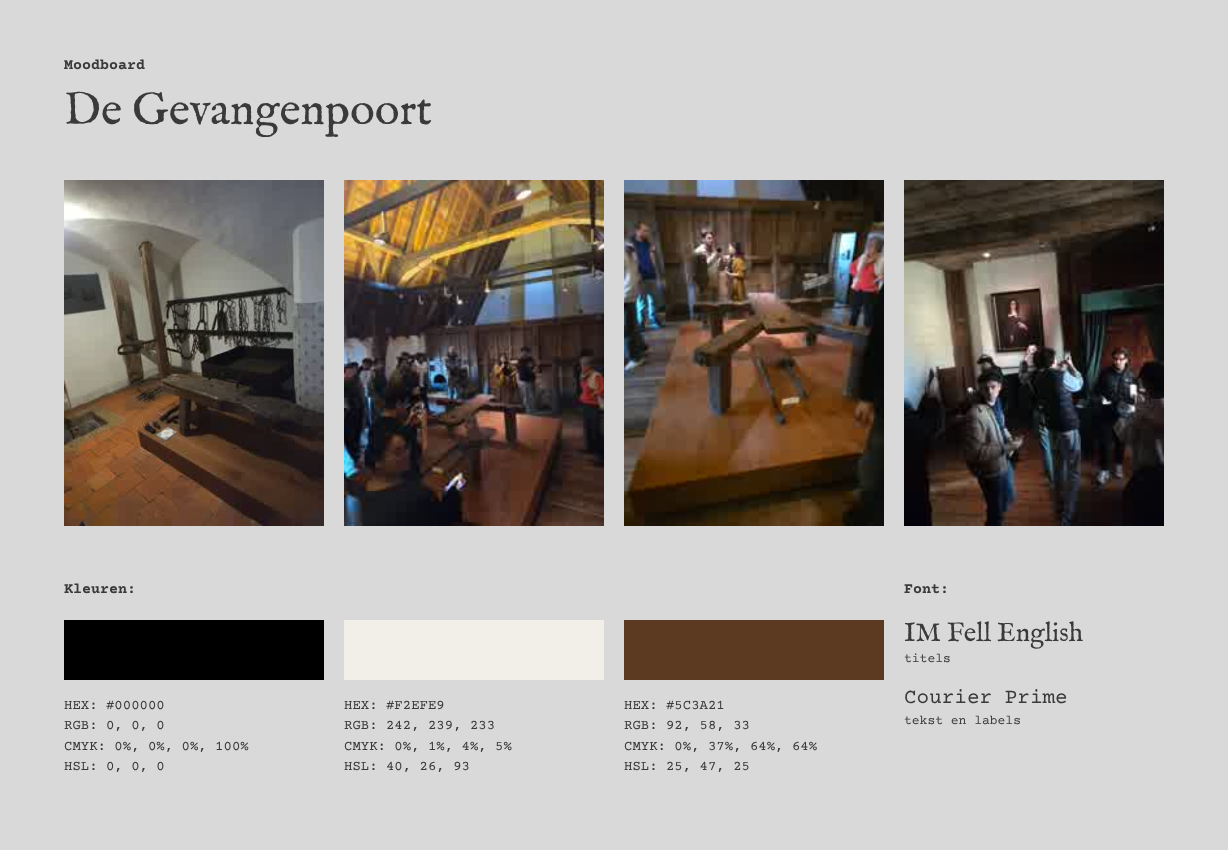 Moodboard
De Gevangenpoort
Kleuren:
HEX: #000000
RGB: 0, 0, 0
CMYK: 0%, 0%, 0%, 100%
HSL: 0, 0, 0
HEX: #F2EFE9
RGB: 242, 239, 233
CMYK: 0%, 1%, 4%, 5%
HSL: 40, 26, 93
HEX: #5C3A21
RGB: 92, 58, 33
CMYK: 0%, 37%, 64%, 64%
HSL: 25, 47, 25
Font:
IM Fell English
titels
Courier Prime
tekst en labels